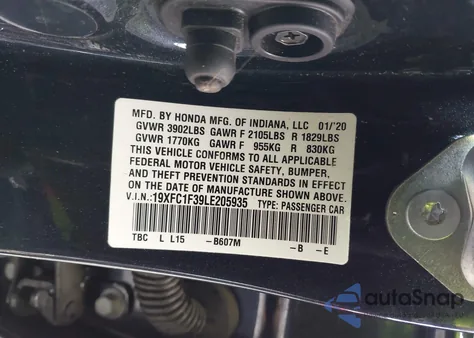 MFD. BY HONDA MFG. OF INDIANA, LLC 01/'20
GVWR 3902LBS GAWR F 2105LBS R 1829LBS
GVWR 1770KG GAWR F 955KG R 830KG
THIS VEHICLE CONFORMS TO ALL APPLICABLE
FEDERAL MOTOR VEHICLE SAFETY, BUMPER,
AND THEFT PREVENTION STANDARDS IN EFFECT
ON THE DATE OF MANUFACTURE SHOWN ABOVE.
V.I.N.:19XFC1F39LE205935 TYPE: PASSENGER CAR
TBC L L15 -B607M -B -E
autoSnap